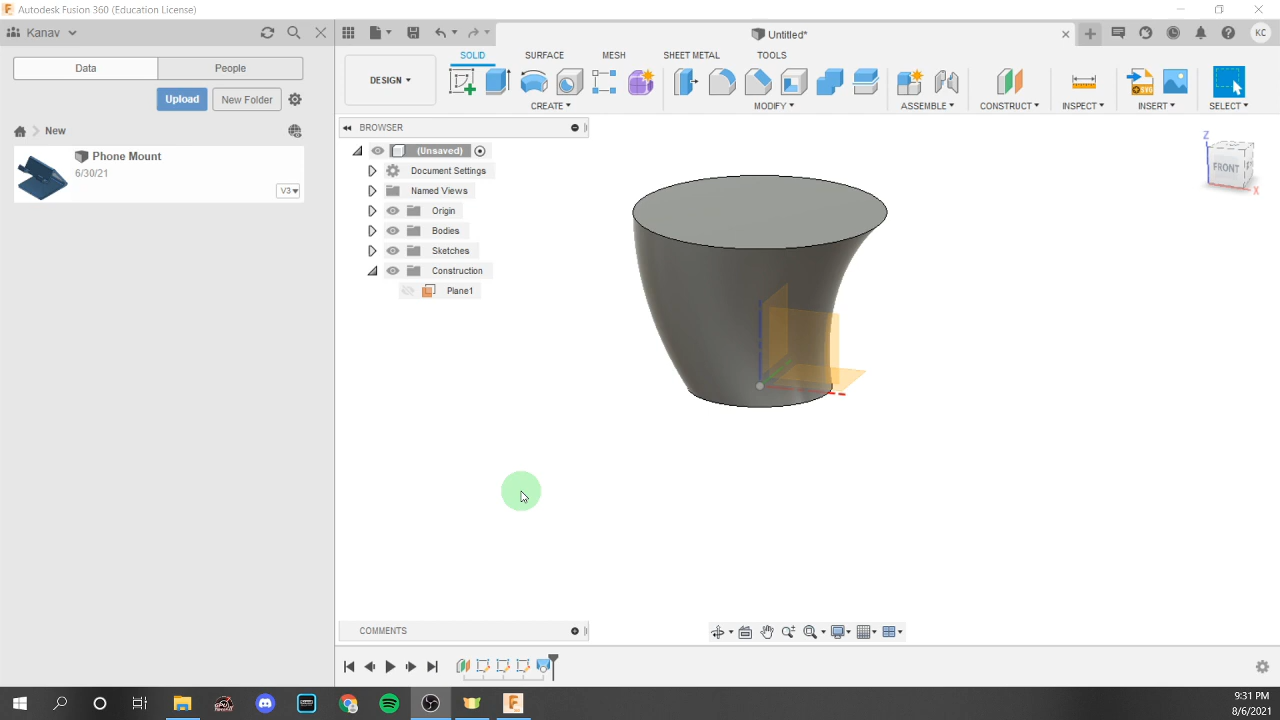 Autodesk Fusion 360 (Education License)
Kanav
Untitled*
KC
Data
People
Upload
New Folder
New
Phone Mount
6/30/21
V3
DESIGN
SOLID
SURFACE
MESH
SHEET METAL
TOOLS
CREATE
MODIFY
ASSEMBLE
CONSTRUCT
INSPECT
INSERT
SELECT
BROWSER
(Unsaved)
Document Settings
Named Views
Origin
Bodies
Sketches
Construction
Plane1
Z
FRONT
X
COMMENTS
9:31 PM
8/6/2021